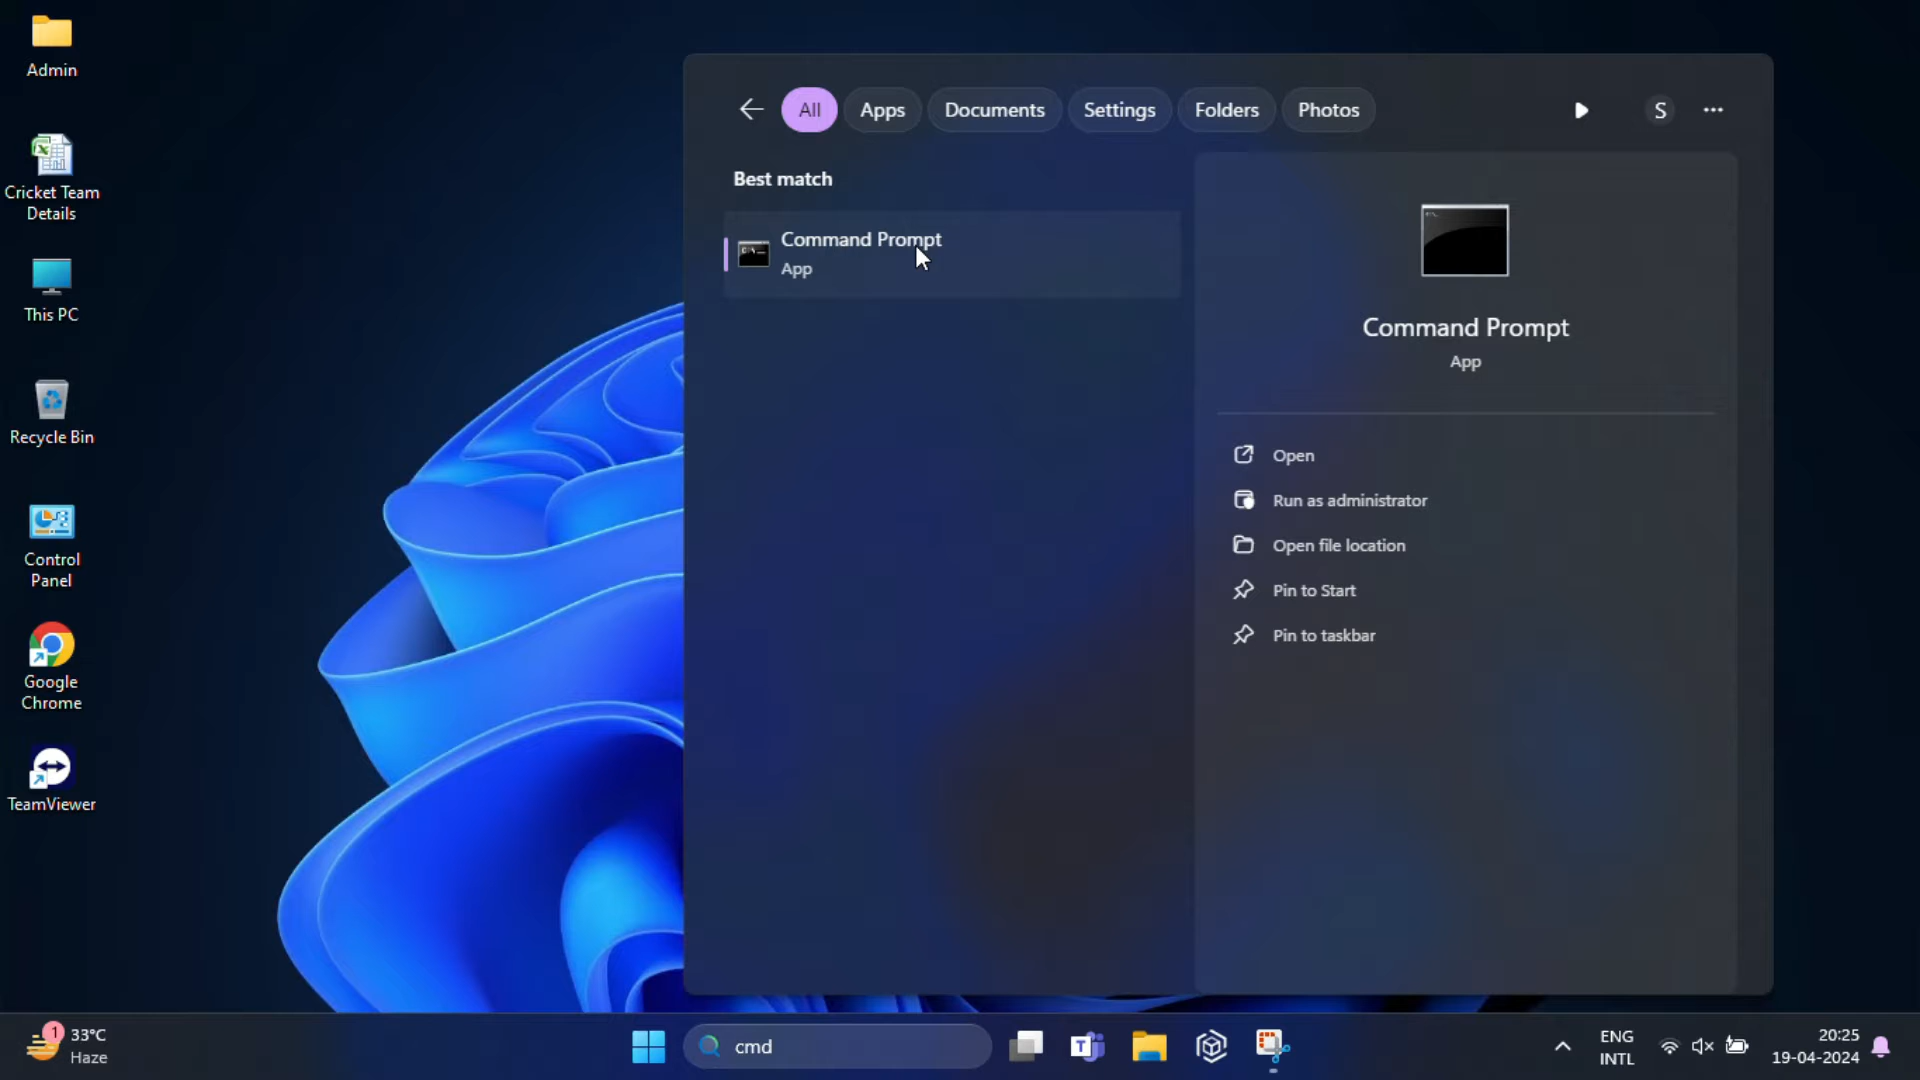 Admin
Cricket Team
Details
This PC
Recycle Bin
Control
Panel
Google
Chrome
TeamViewer
All
Apps
Documents
Settings
Folders
Photos
S
Best match
Command Prompt
App
Command Prompt
App
Open
Run as administrator
Open file location
Pin to Start
Pin to taskbar
1
33°C
Haze
cmd
T
ENG
INTL
20:25
19-04-2024